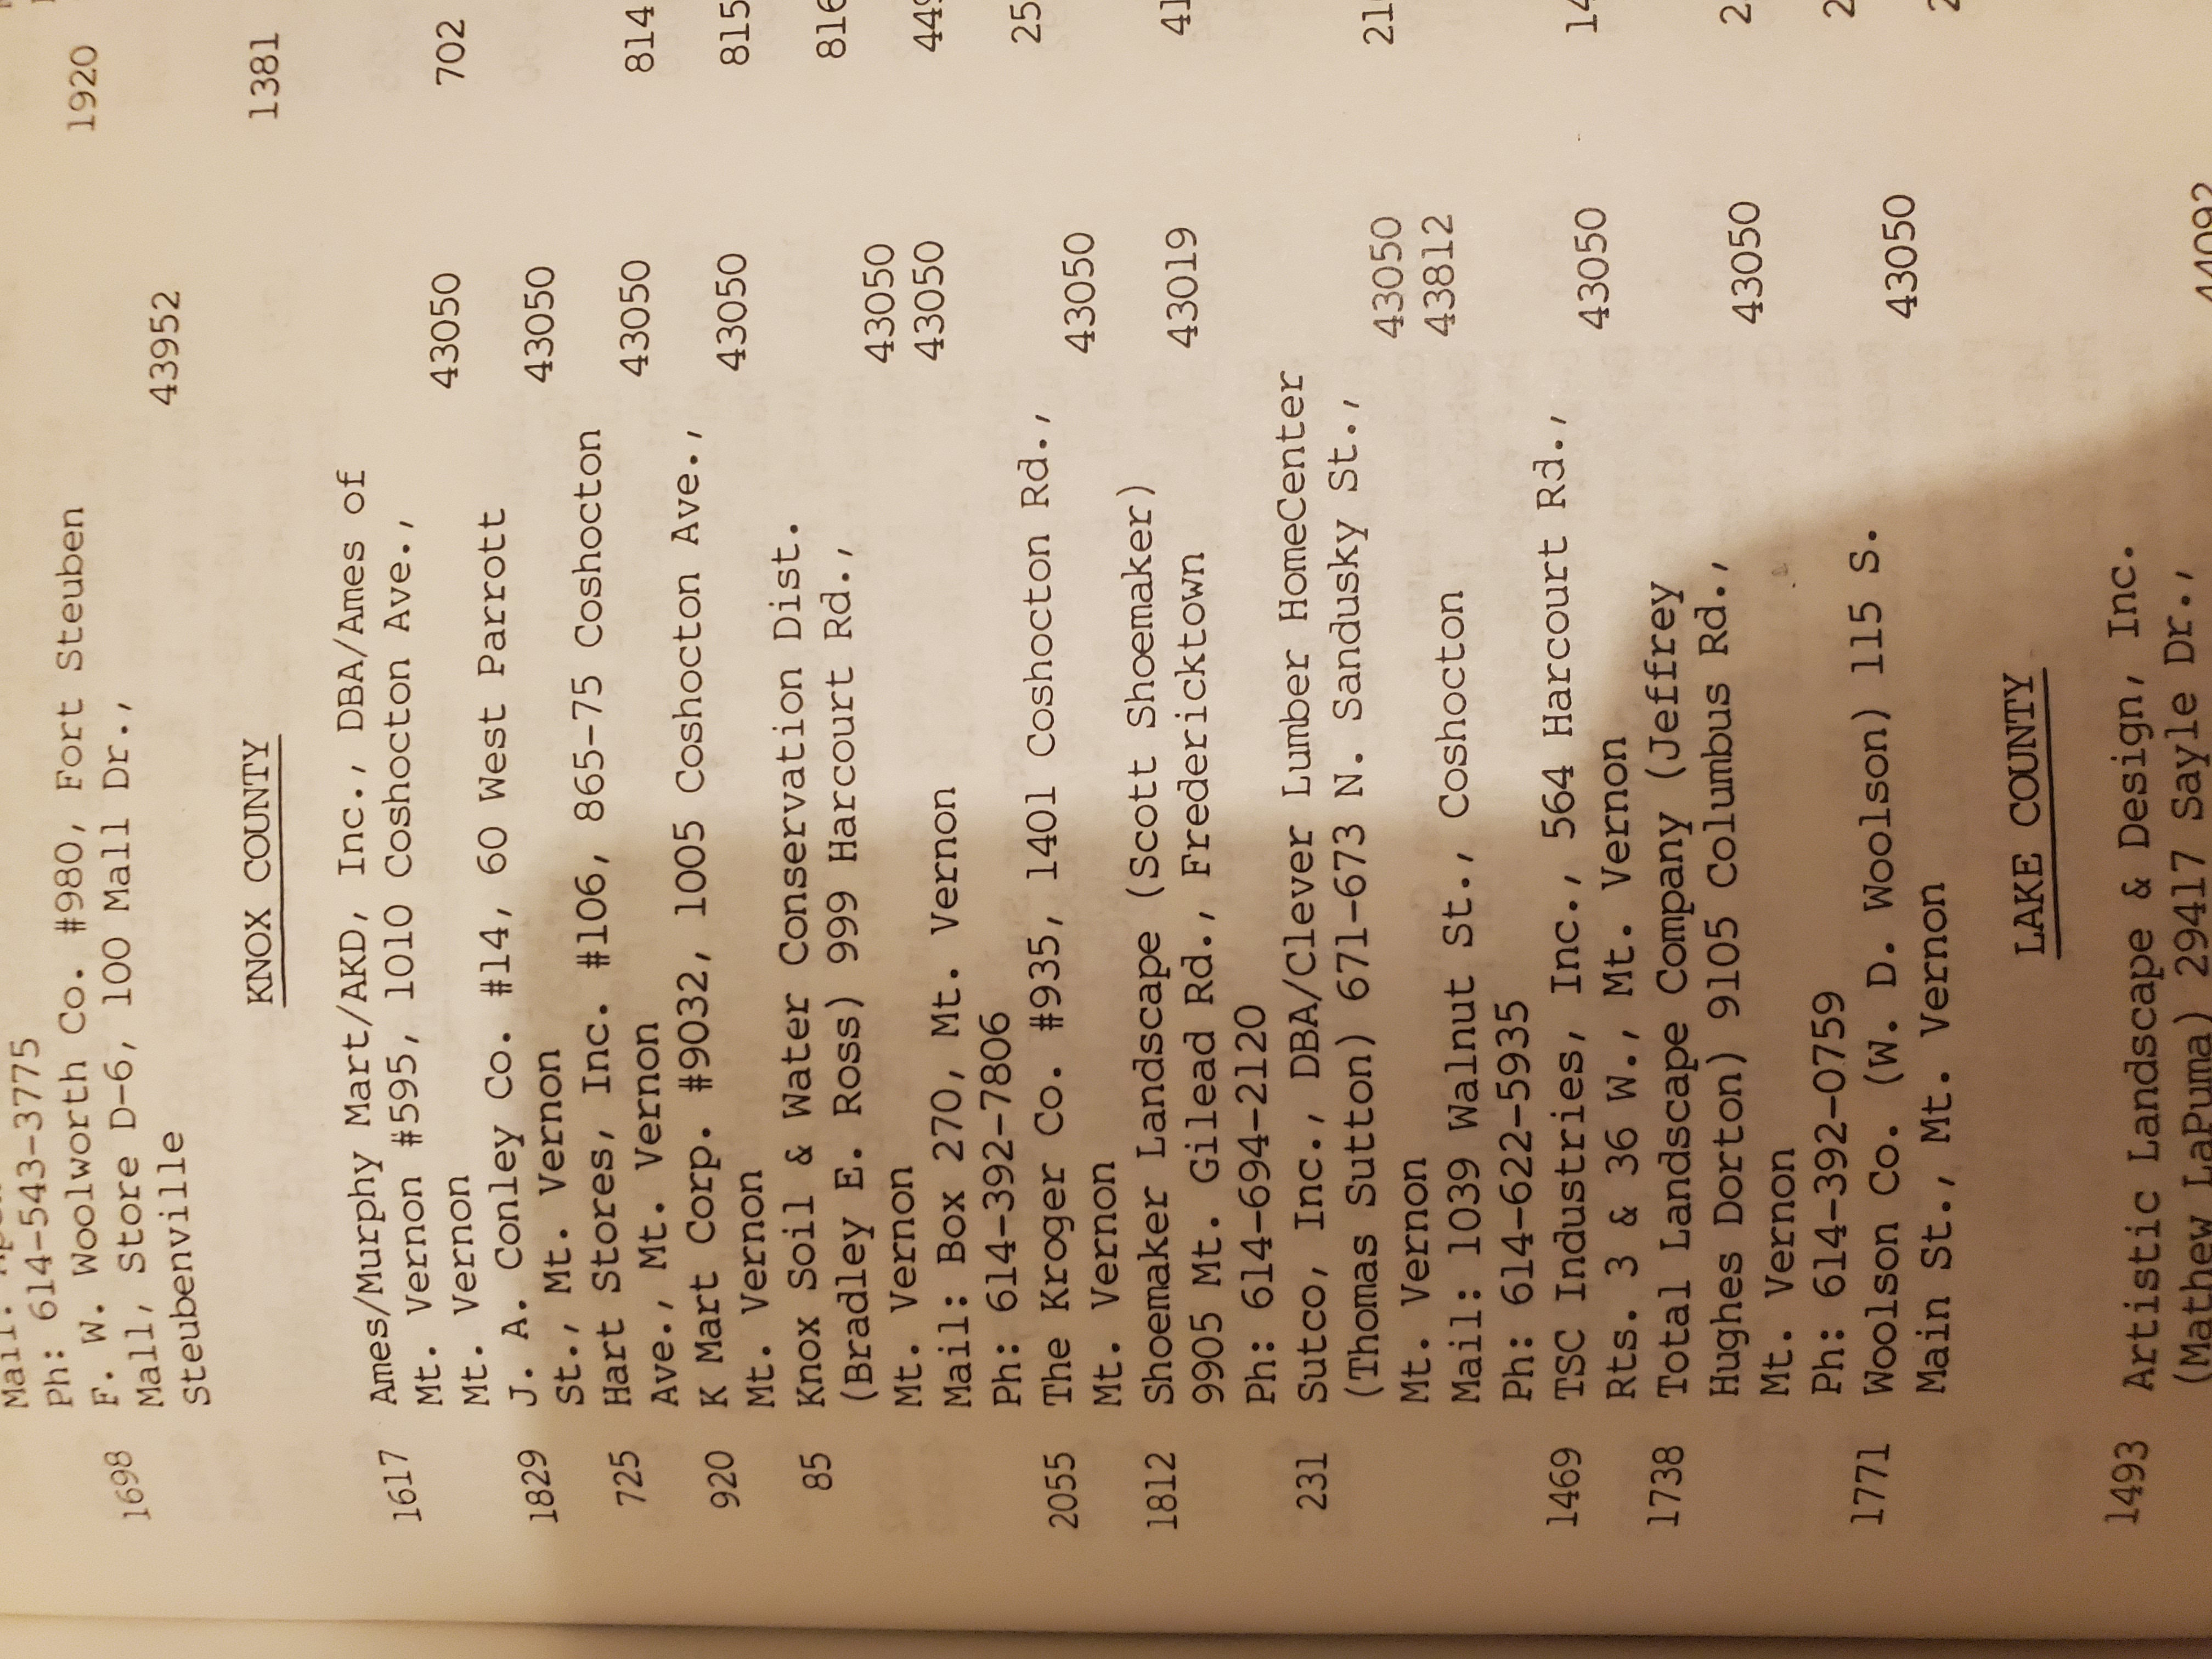 Ph: 614-543-3775
1698 F. W. Woolworth Co. #980, Fort Steuben
Mall, Store D-6, 100 Mall Dr.,
Steubenville 43952
KNOX COUNTY
1617 Ames/Murphy Mart/AKD, Inc., DBA/Ames of
Mt. Vernon #595, 1010 Coshocton Ave.,
Mt. Vernon 43050
1829 J. A. Conley Co. #14, 60 West Parrott
St., Mt. Vernon 43050
725 Hart Stores, Inc. #106, 865-75 Coshocton
Ave., Mt. Vernon 43050
920 K Mart Corp. #9032, 1005 Coshocton Ave.,
Mt. Vernon 43050
85 Knox Soil & Water Conservation Dist.
(Bradley E. Ross) 999 Harcourt Rd.,
Mt. Vernon 43050
Mail: Box 270, Mt. Vernon 43050
Ph: 614-392-7806
2055 The Kroger Co. #935, 1401 Coshocton Rd.,
Mt. Vernon 43050
1812 Shoemaker Landscape (Scott Shoemaker)
9905 Mt. Gilead Rd., Fredericktown 43019
Ph: 614-694-2120
231 Sutco, Inc., DBA/Clever Lumber HomeCenter
(Thomas Sutton) 671-673 N. Sandusky St.,
Mt. Vernon 43050
Mail: 1039 Walnut St., Coshocton 43812
Ph: 614-622-5935
1469 TSC Industries, Inc., 564 Harcourt Rd.,
Rts. 3 & 36 W., Mt. Vernon 43050
1738 Total Landscape Company (Jeffrey
Hughes Dorton) 9105 Columbus Rd.,
Mt. Vernon 43050
Ph: 614-392-0759
1771 Woolson Co. (W. D. Woolson) 115 S.
Main St., Mt. Vernon 43050
LAKE COUNTY
1493 Artistic Landscape & Design, Inc.
(Mathew LaPuma) 29417 Sayle Dr.,
44092
1920
1381
702
814
815
816